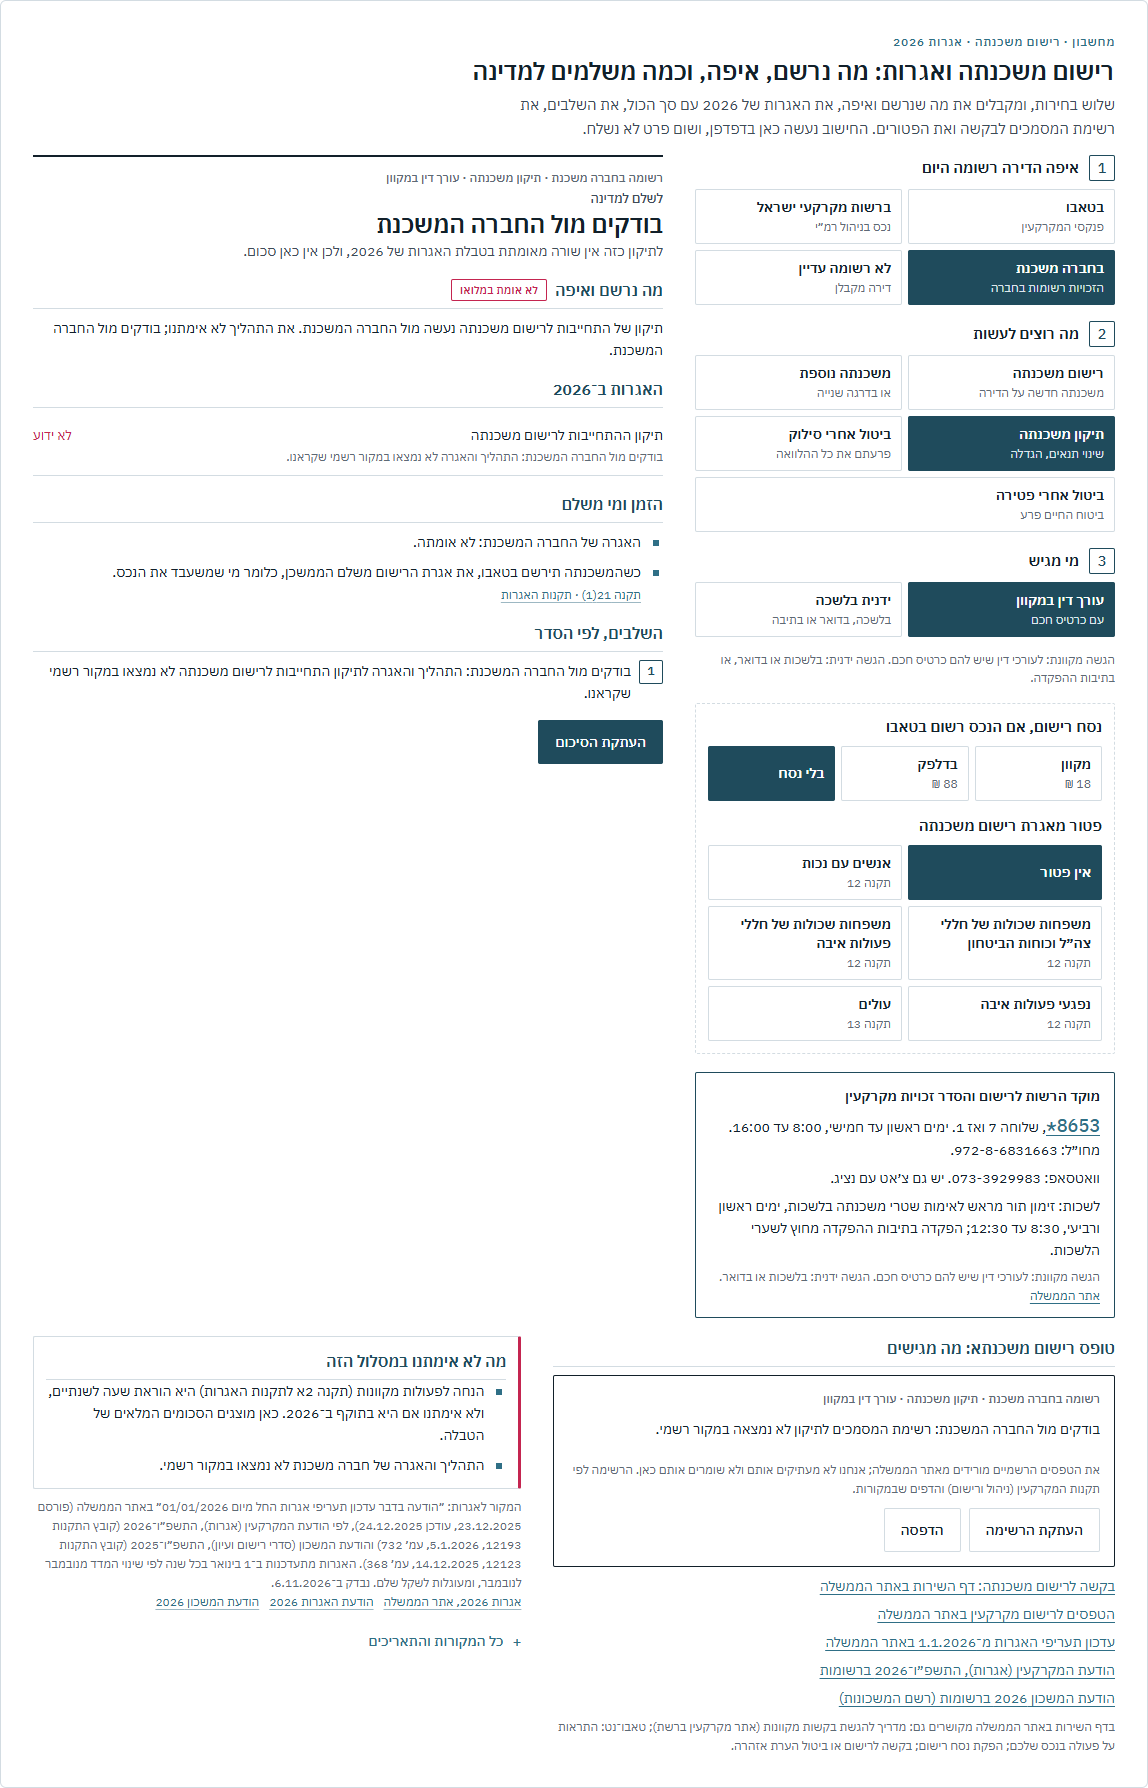 מחשבון · רישום משכנתה · אגרות 2026
רישום משכנתה ואגרות: מה נרשם, איפה, וכמה משלמים למדינה
שלוש בחירות, ומקבלים את מה שנרשם ואיפה, את האגרות של 2026 עם סך הכול, את השלבים, את
רשימת המסמכים לבקשה ואת הפטורים. החישוב נעשה כאן בדפדפן, ושום פרט לא נשלח.
1 איפה הדירה רשומה היום
בטאבו
פנקסי המקרקעין
ברשות מקרקעי ישראל
נכס בניהול רמ״י
בחברה משכנת
הזכויות רשומות בחברה
לא רשומה עדיין
דירה מקבלן
2 מה רוצים לעשות
רישום משכנתה
משכנתה חדשה על הדירה
משכנתה נוספת
או בדרגה שנייה
תיקון משכנתה
שינוי תנאים, הגדלה
ביטול אחרי סילוק
פרעתם את כל ההלוואה
ביטול אחרי פטירה
ביטוח החיים פרע
3 מי מגיש
עורך דין במקוון
עם כרטיס חכם
ידנית בלשכה
בלשכה, בדואר או בתיבה
הגשה מקוונת: לעורכי דין שיש להם כרטיס חכם. הגשה ידנית: בלשכות או בדואר, או
בתיבות ההפקדה.
נסח רישום, אם הנכס רשום בטאבו
מקוון
18 ₪
בדלפק
88 ₪
בלי נסח
פטור מאגרת רישום משכנתה
אין פטור
אנשים עם נכות
תקנה 12
משפחות שכולות של חללי
צה״ל וכוחות הביטחון
תקנה 12
משפחות שכולות של חללי
פעולות איבה
תקנה 12
נפגעי פעולות איבה
תקנה 12
עולים
תקנה 13
מוקד הרשות לרישום והסדר זכויות מקרקעין
8653*, שלוחה 7 ואז 1. ימים ראשון עד חמישי, 8:00 עד 16:00.
מחו״ל: 972-8-6831663.
וואטסאפ: 073-3929983. יש גם צ׳אט עם נציג.
לשכות: זימון תור מראש לאימות שטרי משכנתה בלשכות, ימים ראשון
ורביעי, 8:30 עד 12:30; הפקדה בתיבות ההפקדה מחוץ לשערי
הלשכות.
הגשה מקוונת: לעורכי דין שיש להם כרטיס חכם. הגשה ידנית: בלשכות או בדואר.
אתר הממשלה
רשומה בחברה משכנת · תיקון משכנתה · עורך דין במקוון
לשלם למדינה
בודקים מול החברה המשכנת
לתיקון כזה אין שורה מאומתת בטבלת האגרות של 2026, ולכן אין כאן סכום.
מה נרשם ואיפה לא אומת במלואו
תיקון של התחייבות לרישום משכנתה נעשה מול החברה המשכנת. את התהליך לא אימתנו; בודקים מול החברה
המשכנת.
האגרות ב־2026
תיקון ההתחייבות לרישום משכנתה לא ידוע
בודקים מול החברה המשכנת: התהליך והאגרה לא נמצאו במקור רשמי שקראנו.
הזמן ומי משלם
האגרה של החברה המשכנת: לא אומתה.
כשהמשכנתה תירשם בטאבו, את אגרת הרישום משלם הממשכן, כלומר מי שמשעבד את הנכס.
תקנה 21(1) · תקנות האגרות
השלבים, לפי הסדר
1 בודקים מול החברה המשכנת: התהליך והאגרה לתיקון התחייבות לרישום משכנתה לא נמצאו במקור רשמי
שקראנו.
העתקת הסיכום
טופס רישום משכנתא: מה מגישים
רשומה בחברה משכנת · תיקון משכנתה · עורך דין במקוון
בודקים מול החברה המשכנת: רשימת המסמכים לתיקון לא נמצאה במקור רשמי.
את הטפסים הרשמיים מורידים מאתר הממשלה; אנחנו לא מעתיקים אותם ולא שומרים אותם כאן. הרשימה לפי
תקנות המקרקעין (ניהול ורישום) והדפים שבמקורות.
העתקת הרשימה
הדפסה
בקשה לרישום משכנתה: דף השירות באתר הממשלה
הטפסים לרישום מקרקעין באתר הממשלה
עדכון תעריפי האגרות מ־1.1.2026 באתר הממשלה
הודעת המקרקעין (אגרות), התשפ״ו־2026 ברשומות
הודעת המשכון 2026 ברשומות (רשם המשכונות)
בדף השירות באתר הממשלה מקושרים גם: מדריך להגשת בקשות מקוונות (אתר מקרקעין ברשת); טאבו־נט: התראות
על פעולה בנכס שלכם; הפקת נסח רישום; בקשה לרישום או ביטול הערת אזהרה.
מה לא אימתנו במסלול הזה
הנחה לפעולות מקוונות (תקנה 2א לתקנות האגרות) היא הוראת שעה לשנתיים,
ולא אימתנו אם היא בתוקף ב־2026. כאן מוצגים הסכומים המלאים של
הטבלה.
התהליך והאגרה של חברה משכנת לא נמצאו במקור רשמי.
המקור לאגרות: ״הודעה בדבר עדכון תעריפי אגרות החל מיום 01/01/2026״ באתר הממשלה (פורסם
23.12.2025, עודכן 24.12.2025), לפי הודעת המקרקעין (אגרות), התשפ״ו־2026 (קובץ התקנות
12193, 5.1.2026, עמ׳ 732) והודעת המשכון (סדרי רישום ועיון), התשפ״ו־2025 (קובץ התקנות
12123, 14.12.2025, עמ׳ 368). האגרות מתעדכנות ב־1 בינואר בכל שנה לפי שינוי המדד מנובמבר
לנובמבר, ומעוגלות לשקל שלם. נבדק ב־6.11.2026.
אגרות 2026, אתר הממשלה הודעת האגרות 2026 הודעת המשכון 2026
+ כל המקורות והתאריכים